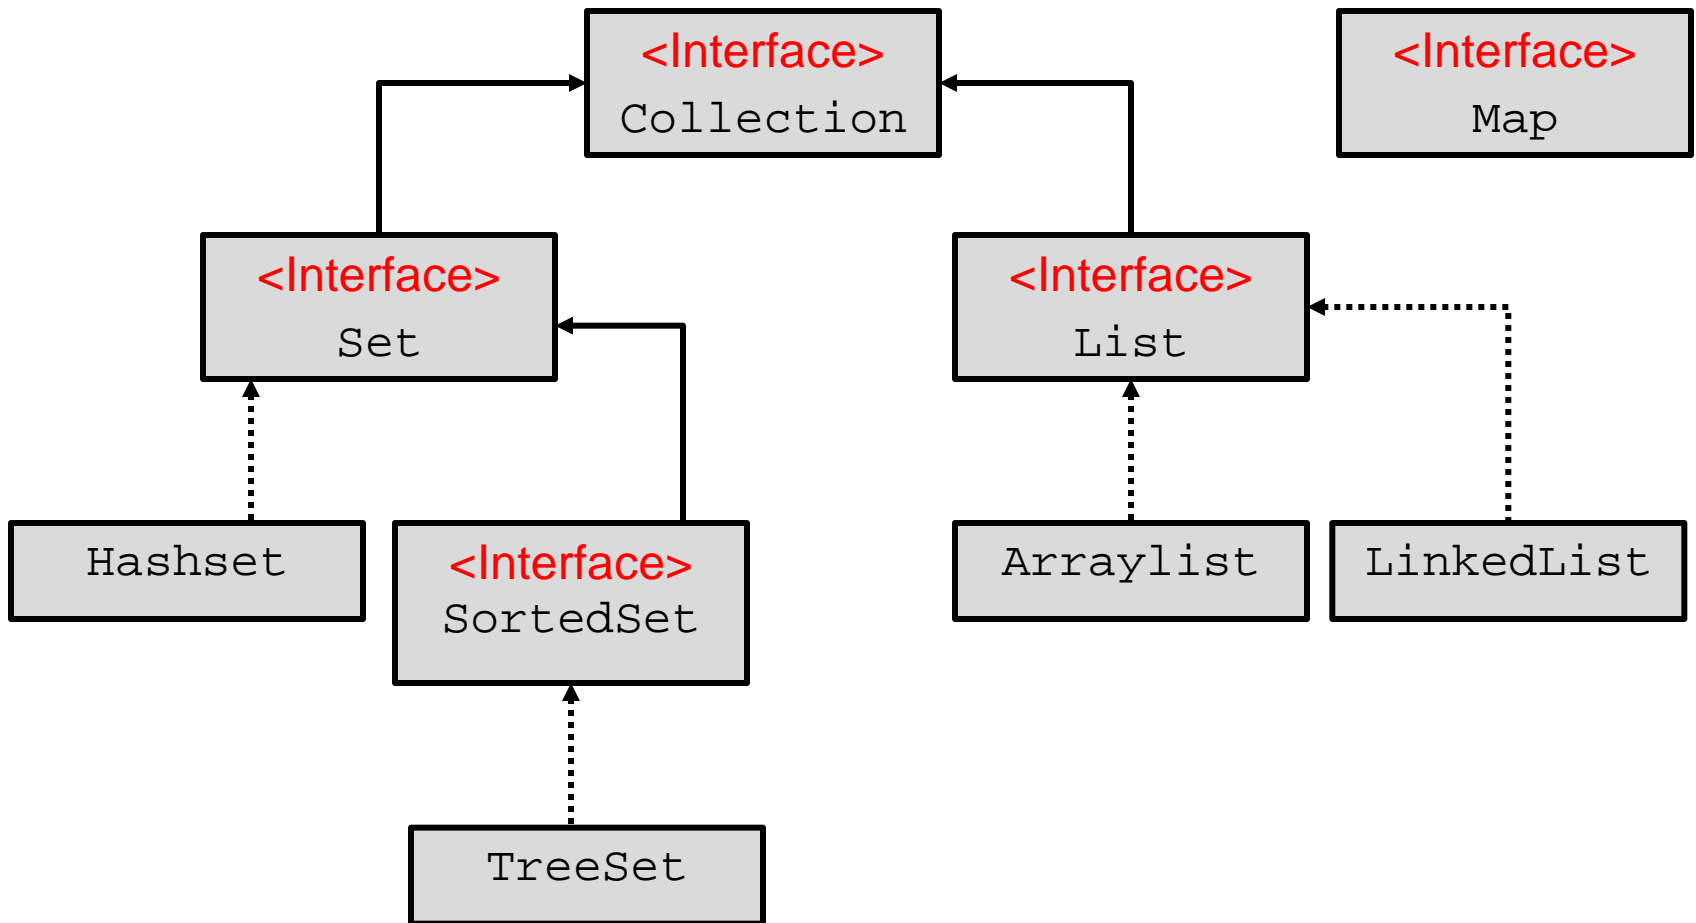 <Interface>
Collection
<Interface>
Map
<Interface>
Set
<Interface>
List
Hashset
<Interface>
SortedSet
Arraylist
LinkedList
TreeSet